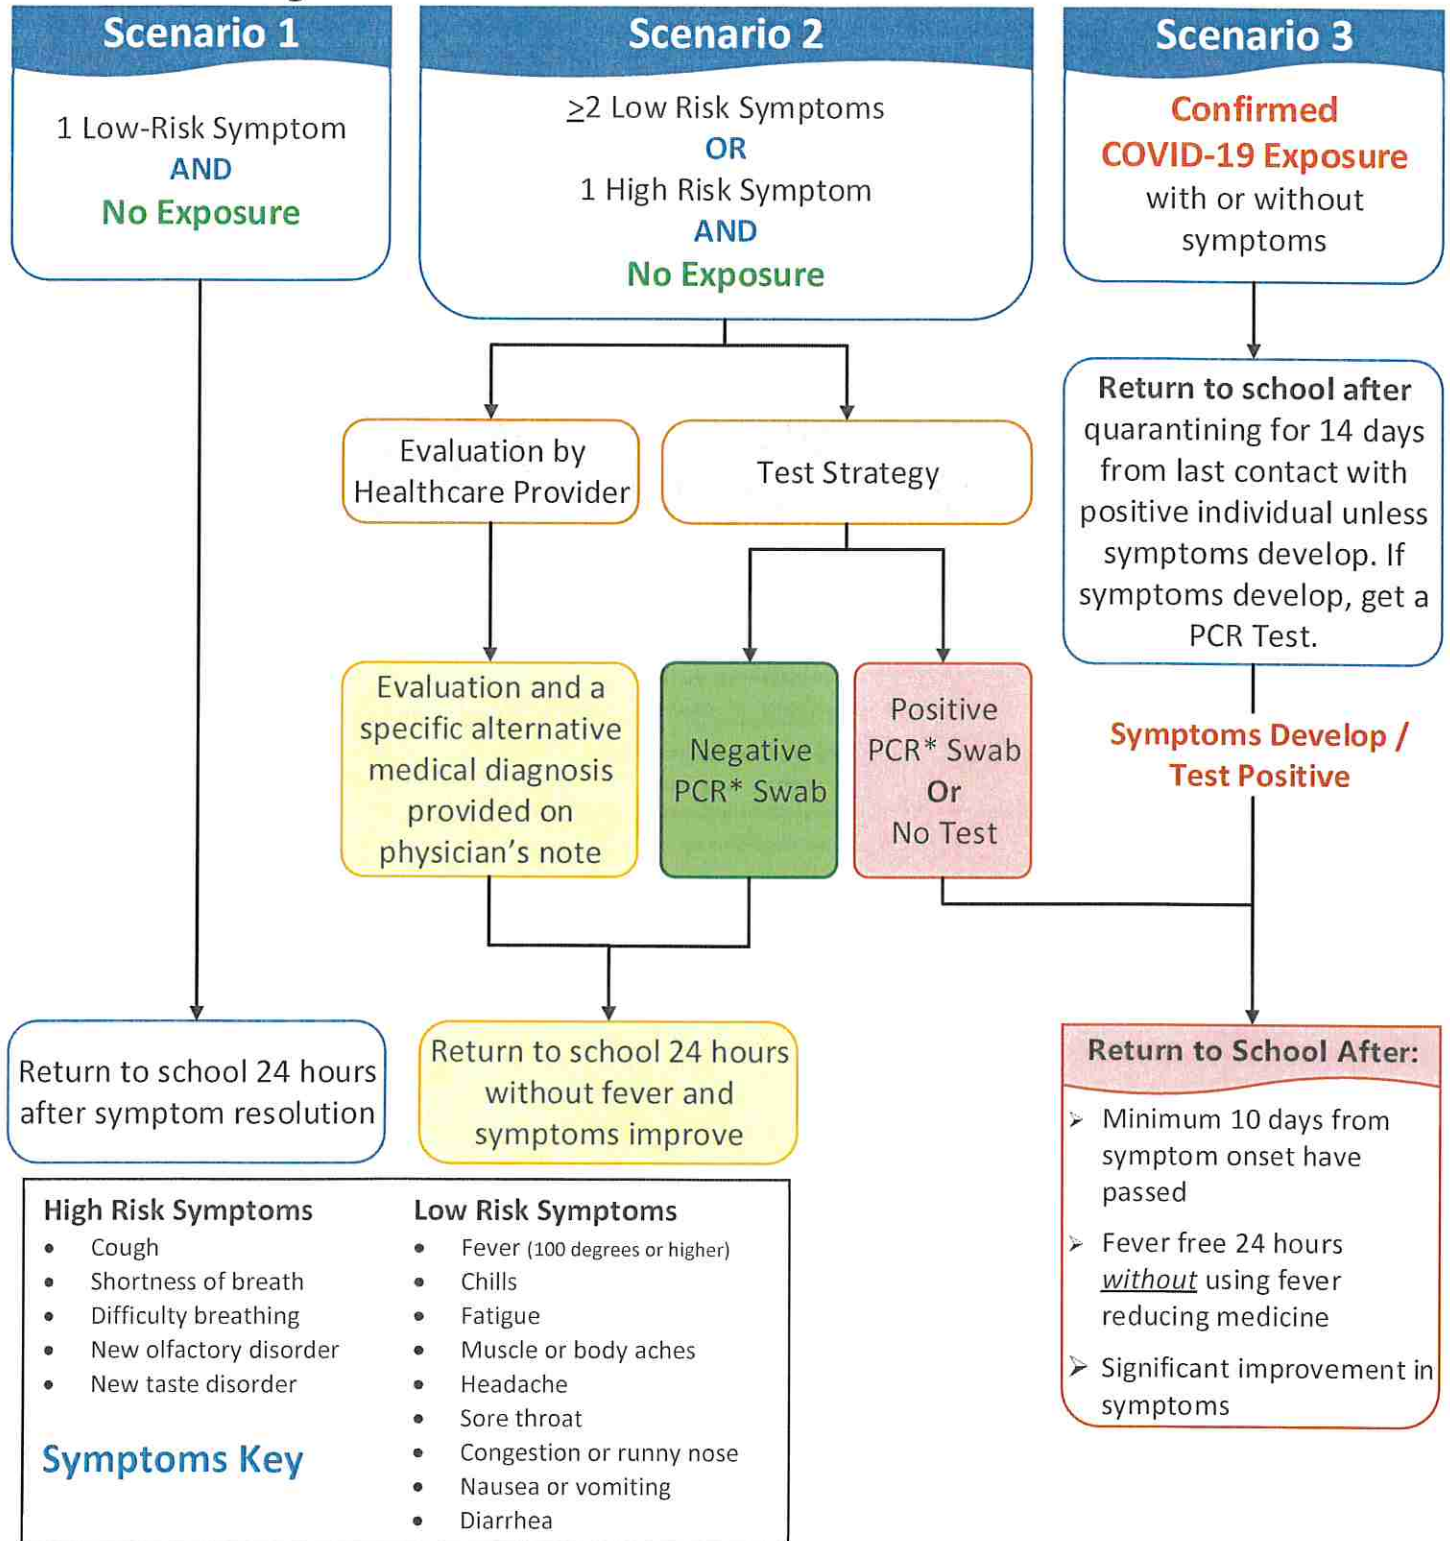 Scenario 1
1 Low-Risk Symptom
AND
No Exposure
Scenario 2
≥2 Low Risk Symptoms
OR
1 High Risk Symptom
AND
No Exposure
Scenario 3
Confirmed
COVID-19 Exposure
with or without
symptoms
Evaluation by
Healthcare Provider
Test Strategy
Return to school after
quarantining for 14 days
from last contact with
positive individual unless
symptoms develop. If
symptoms develop, get a
PCR Test.
Evaluation and a
specific alternative
medical diagnosis
provided on
physician's note
Negative
PCR* Swab
Positive
PCR* Swab
Or
No Test
Symptoms Develop /
Test Positive
Return to school 24 hours
after symptom resolution
Return to school 24 hours
without fever and
symptoms improve
Return to School After:
➢ Minimum 10 days from
symptom onset have
passed
➢ Fever free 24 hours
without using fever
reducing medicine
➢ Significant improvement in
symptoms
High Risk Symptoms
• Cough
• Shortness of breath
• Difficulty breathing
• New olfactory disorder
• New taste disorder
Symptoms Key
Low Risk Symptoms
• Fever (100 degrees or higher)
• Chills
• Fatigue
• Muscle or body aches
• Headache
• Sore throat
• Congestion or runny nose
• Nausea or vomiting
• Diarrhea